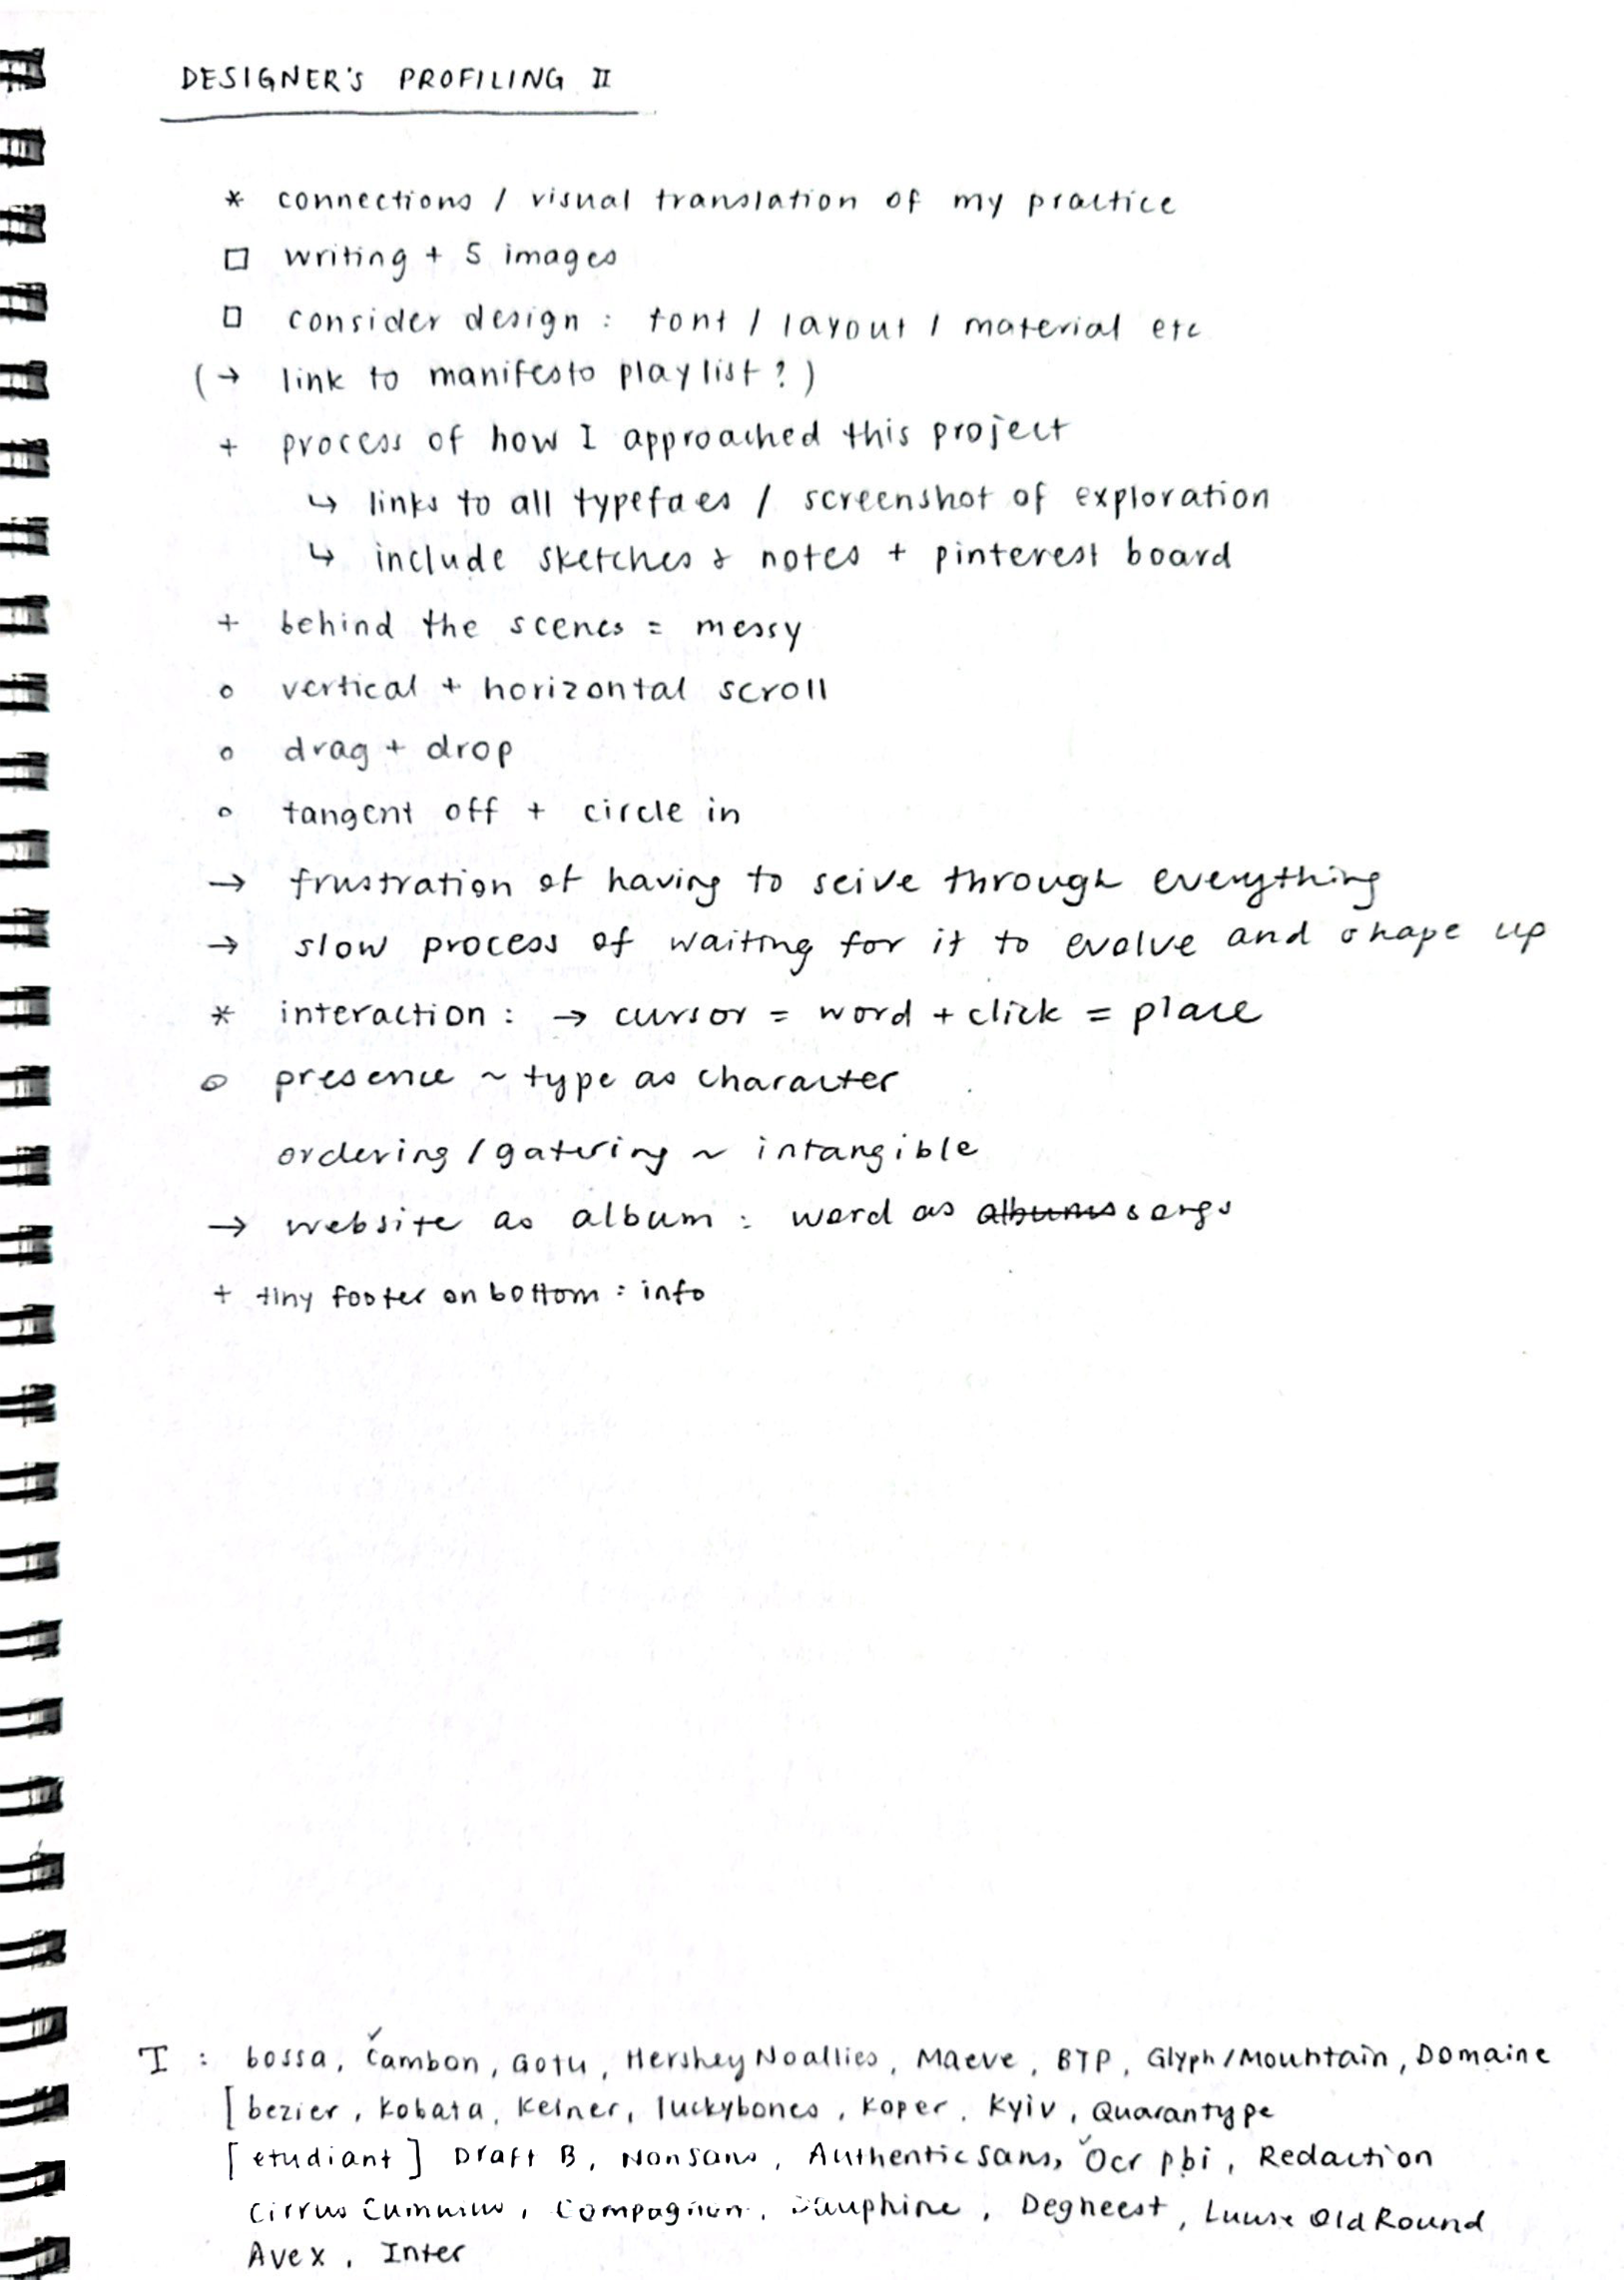 DESIGNER'S PROFILING II
* connections / visual translation of my practice
□ writing + 5 images
□ consider design : font / layout / material etc
(→ link to manifesto playlist?)
+ process of how I approached this project
↳ links to all typefaes / screenshot of exploration
↳ include sketches & notes + pinterest board
+ behind the scenes = messy
o vertical + horizontal scroll
o drag + drop
o tangent off + circle in
→ frustration of having to seive through everything
→ slow process of waiting for it to evolve and shape up
* interaction : → cursor = word + click = place
o presence ~ type as character
ordering / gatering ~ intangible
→ website as album : word as albums songs
+ tiny footer on bottom : info
T : bossa, Cambon, Gotu, Hershey Noallies, Maeve, BTP, Glyph/Mountain, Domaine
[bezier, Kobata, Kelner, luckybones, Koper, Kyiv, Quarantype
[etudiant] Draft B, Non Sans, Authentic Sans, Ocr pbi, Redaction
Cirrus Cumulus, Compagnon, Dauphine, Degheest, Old Round
Avex, Inter